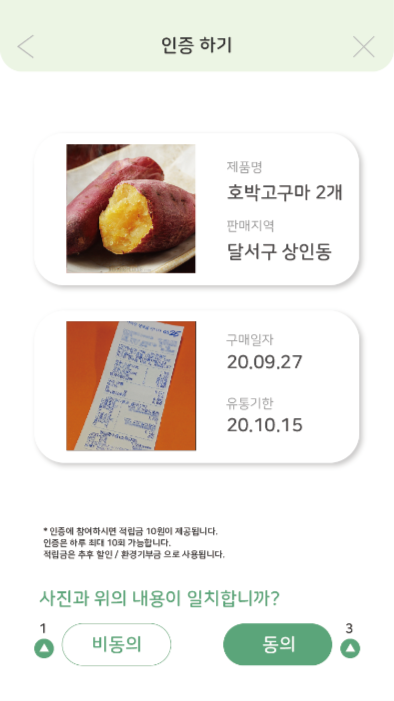 인증 하기
제품명
호박고구마 2개
판매지역
달서구 상인동
구매일자
20.09.27
유통기한
20.10.15
* 인증에 참여하시면 적립금 10원이 제공됩니다.
인증은 하루 최대 10회 가능합니다.
적립금은 추후 할인 / 환경기부금 으로 사용됩니다.
사진과 위의 내용이 일치합니까?
1
비동의
동의
3